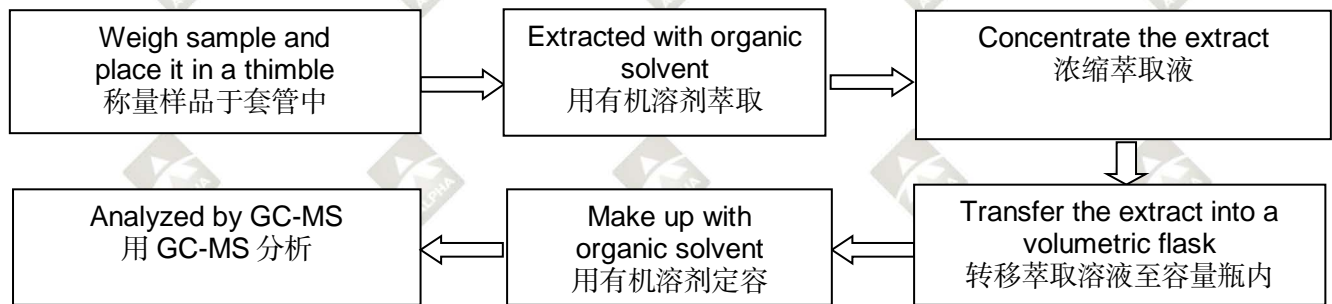 Weigh sample and
place it in a thimble
称量样品于套管中
Extracted with organic
solvent
用有机溶剂萃取
Concentrate the extract
浓缩萃取液
Transfer the extract into a
volumetric flask
转移萃取溶液至容量瓶内
Make up with
organic solvent
用有机溶剂定容
Analyzed by GC-MS
用 GC-MS 分析